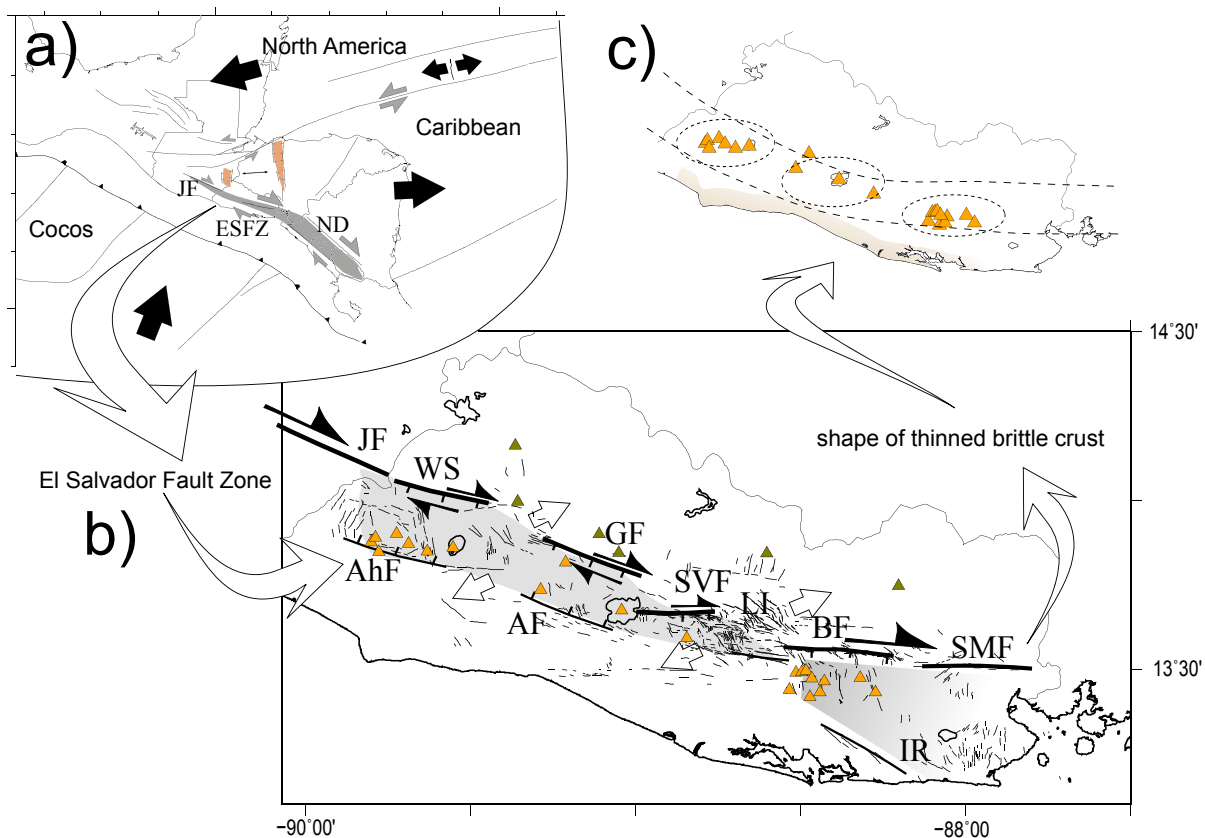 a)
North America
Caribbean
JF
ESFZ
ND
Cocos
c)
14˚30'
shape of thinned brittle crust
El Salvador Fault Zone
b)
JF
WS
GF
AhF
SVF
LI
AF
BF
SMF
13˚30'
IR
−90˚00'
−88˚00'